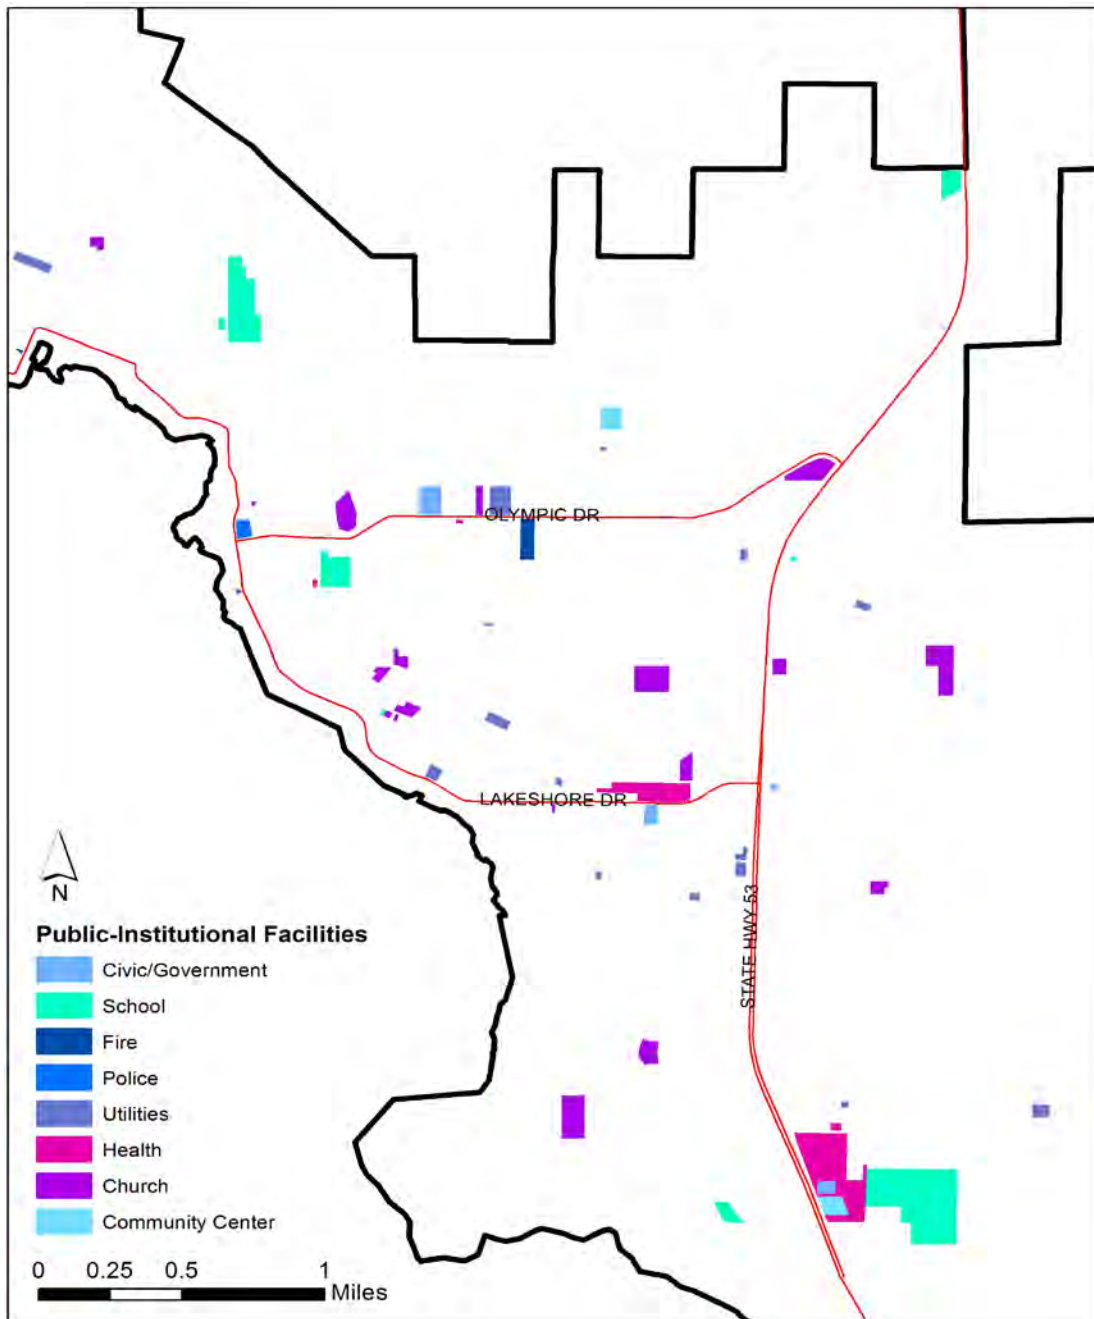 OLYMPIC DR
LAKESHORE DR
STATE HWY 53
N
Public-Institutional Facilities
Civic/Government
School
Fire
Police
Utilities
Health
Church
Community Center
0 0.25 0.5 1
Miles